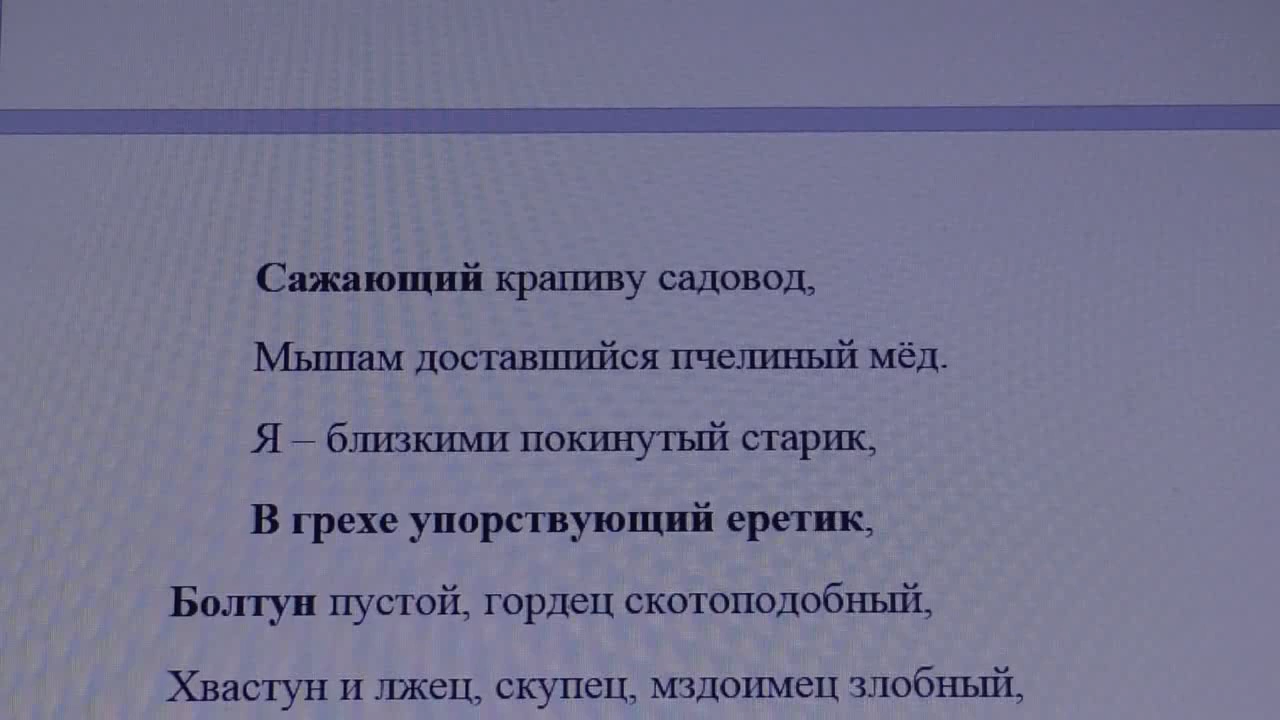 Сажающий крапиву садовод,
Мышам доставшийся пчелиный мёд.
Я – близкими покинутый старик,
В грехе упорствующий еретик,
Болтун пустой, гордец скотоподобный,
Хвастун и лжец, скупец, мздоимец злобный,